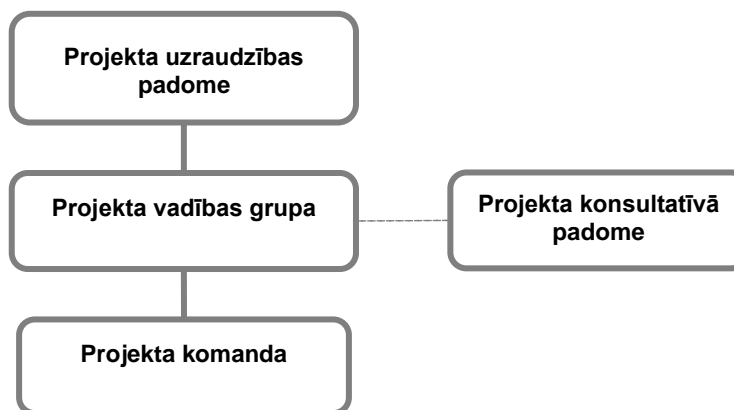 Projekta uzraudzības
padome
Projekta vadības grupa
Projekta konsultatīvā
padome
Projekta komanda